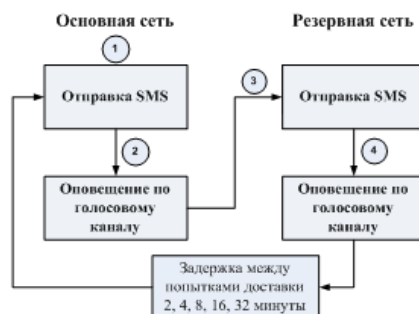 Основная сеть
Резервная сеть
1
Отправка SMS
3
Отправка SMS
2
4
Оповещение по
голосовому
каналу
Оповещение по
голосовому
каналу
Задержка между
попытками доставки
2, 4, 8, 16, 32 минуты